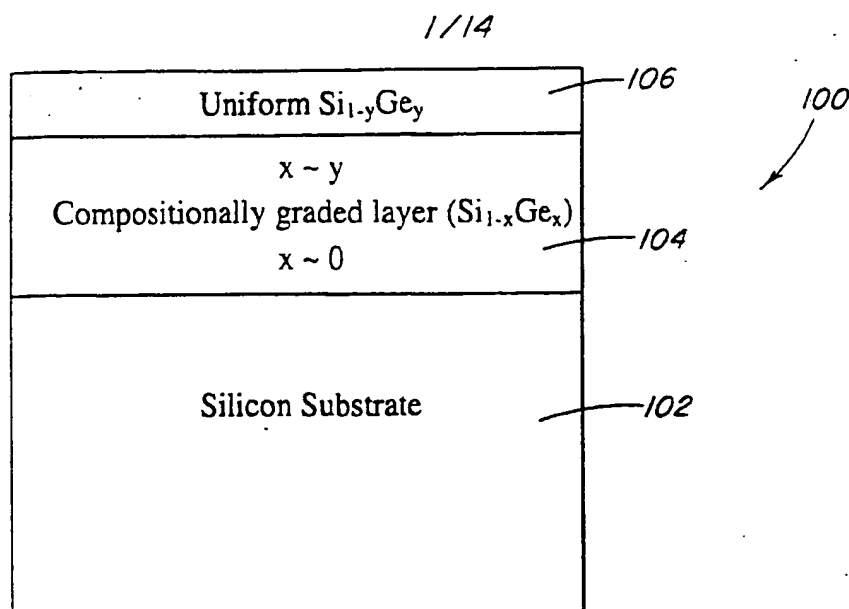 1/14
Uniform Si₁₋yGey
106
100
x ~ y
Compositionally graded layer (Si₁₋ₓGeₓ)
104
x ~ 0
Silicon Substrate
102